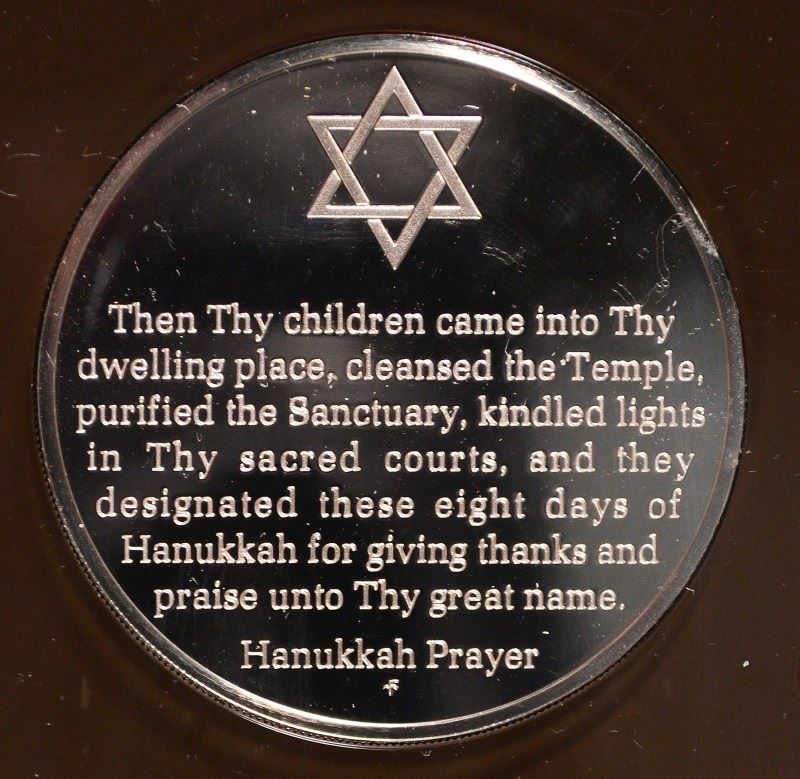 Then Thy children came into Thy
dwelling place, cleansed the Temple,
purified the Sanctuary, kindled lights
in Thy sacred courts, and they
designated these eight days of
Hanukkah for giving thanks and
praise unto Thy great name.
Hanukkah Prayer